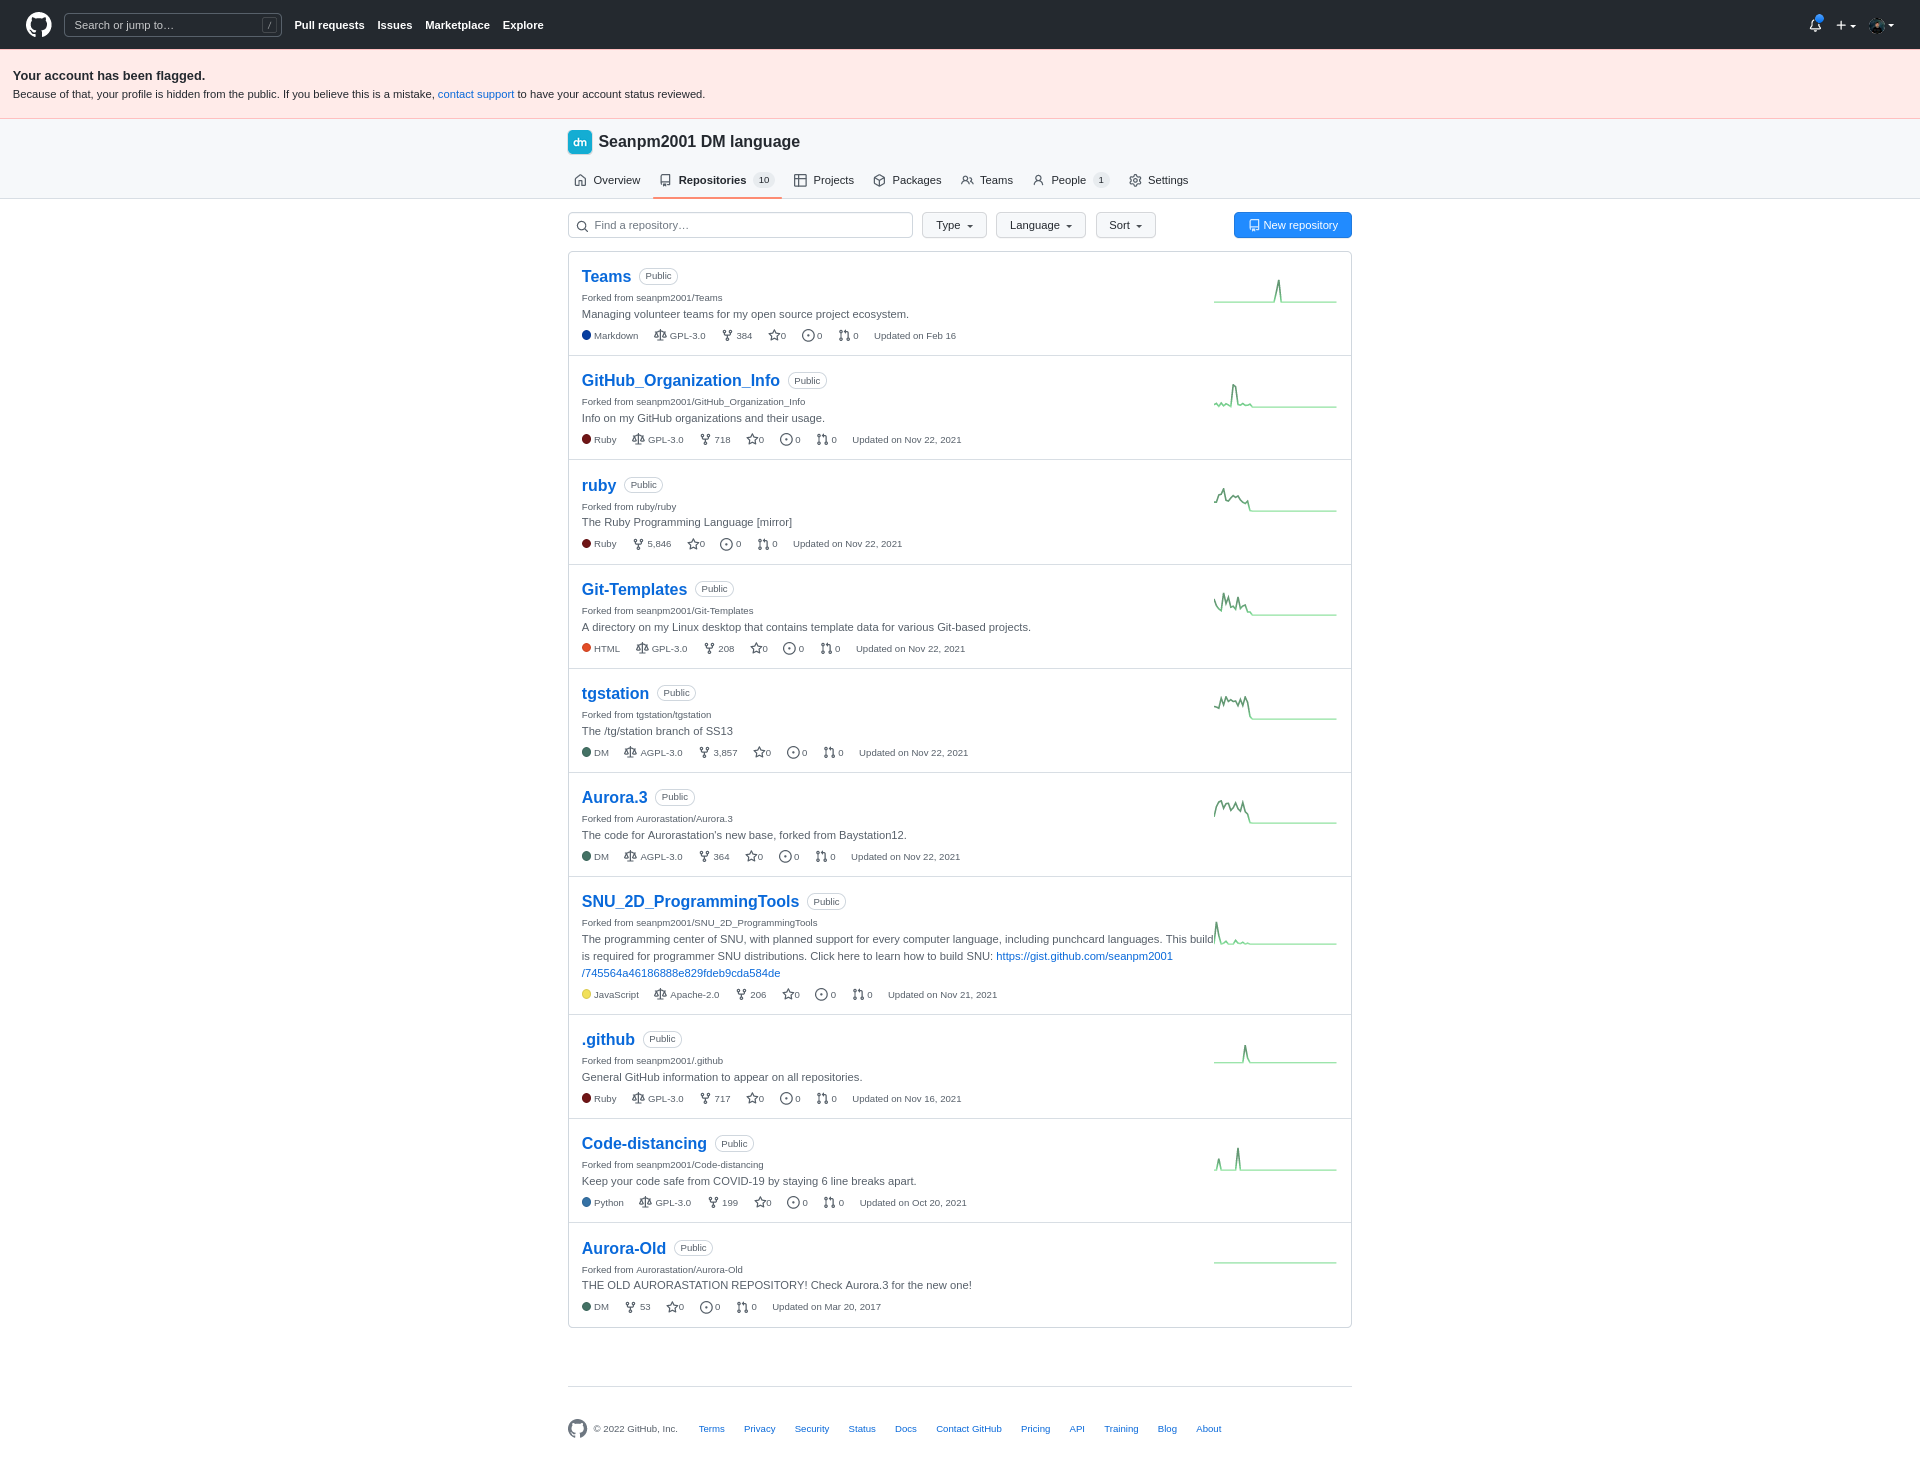 Search or jump to… /
Pull requests Issues Marketplace Explore
Your account has been flagged.
Because of that, your profile is hidden from the public. If you believe this is a mistake, contact support to have your account status reviewed.
dm Seanpm2001 DM language
Overview Repositories 10 Projects Packages Teams People 1 Settings
Find a repository… Type Language Sort New repository
Teams Public
Forked from seanpm2001/Teams
Managing volunteer teams for my open source project ecosystem.
Markdown GPL-3.0 384 0 0 0 Updated on Feb 16
GitHub_Organization_Info Public
Forked from seanpm2001/GitHub_Organization_Info
Info on my GitHub organizations and their usage.
Ruby GPL-3.0 718 0 0 0 Updated on Nov 22, 2021
ruby Public
Forked from ruby/ruby
The Ruby Programming Language [mirror]
Ruby 5,846 0 0 0 Updated on Nov 22, 2021
Git-Templates Public
Forked from seanpm2001/Git-Templates
A directory on my Linux desktop that contains template data for various Git-based projects.
HTML GPL-3.0 208 0 0 0 Updated on Nov 22, 2021
tgstation Public
Forked from tgstation/tgstation
The /tg/station branch of SS13
DM AGPL-3.0 3,857 0 0 0 Updated on Nov 22, 2021
Aurora.3 Public
Forked from Aurorastation/Aurora.3
The code for Aurorastation's new base, forked from Baystation12.
DM AGPL-3.0 364 0 0 0 Updated on Nov 22, 2021
SNU_2D_ProgrammingTools Public
Forked from seanpm2001/SNU_2D_ProgrammingTools
The programming center of SNU, with planned support for every computer language, including punchcard languages. This build
is required for programmer SNU distributions. Click here to learn how to build SNU: https://gist.github.com/seanpm2001
/745564a46186888e829fdeb9cda584de
JavaScript Apache-2.0 206 0 0 0 Updated on Nov 21, 2021
.github Public
Forked from seanpm2001/.github
General GitHub information to appear on all repositories.
Ruby GPL-3.0 717 0 0 0 Updated on Nov 16, 2021
Code-distancing Public
Forked from seanpm2001/Code-distancing
Keep your code safe from COVID-19 by staying 6 line breaks apart.
Python GPL-3.0 199 0 0 0 Updated on Oct 20, 2021
Aurora-Old Public
Forked from Aurorastation/Aurora-Old
THE OLD AURORASTATION REPOSITORY! Check Aurora.3 for the new one!
DM 53 0 0 0 Updated on Mar 20, 2017
© 2022 GitHub, Inc. Terms Privacy Security Status Docs Contact GitHub Pricing API Training Blog About